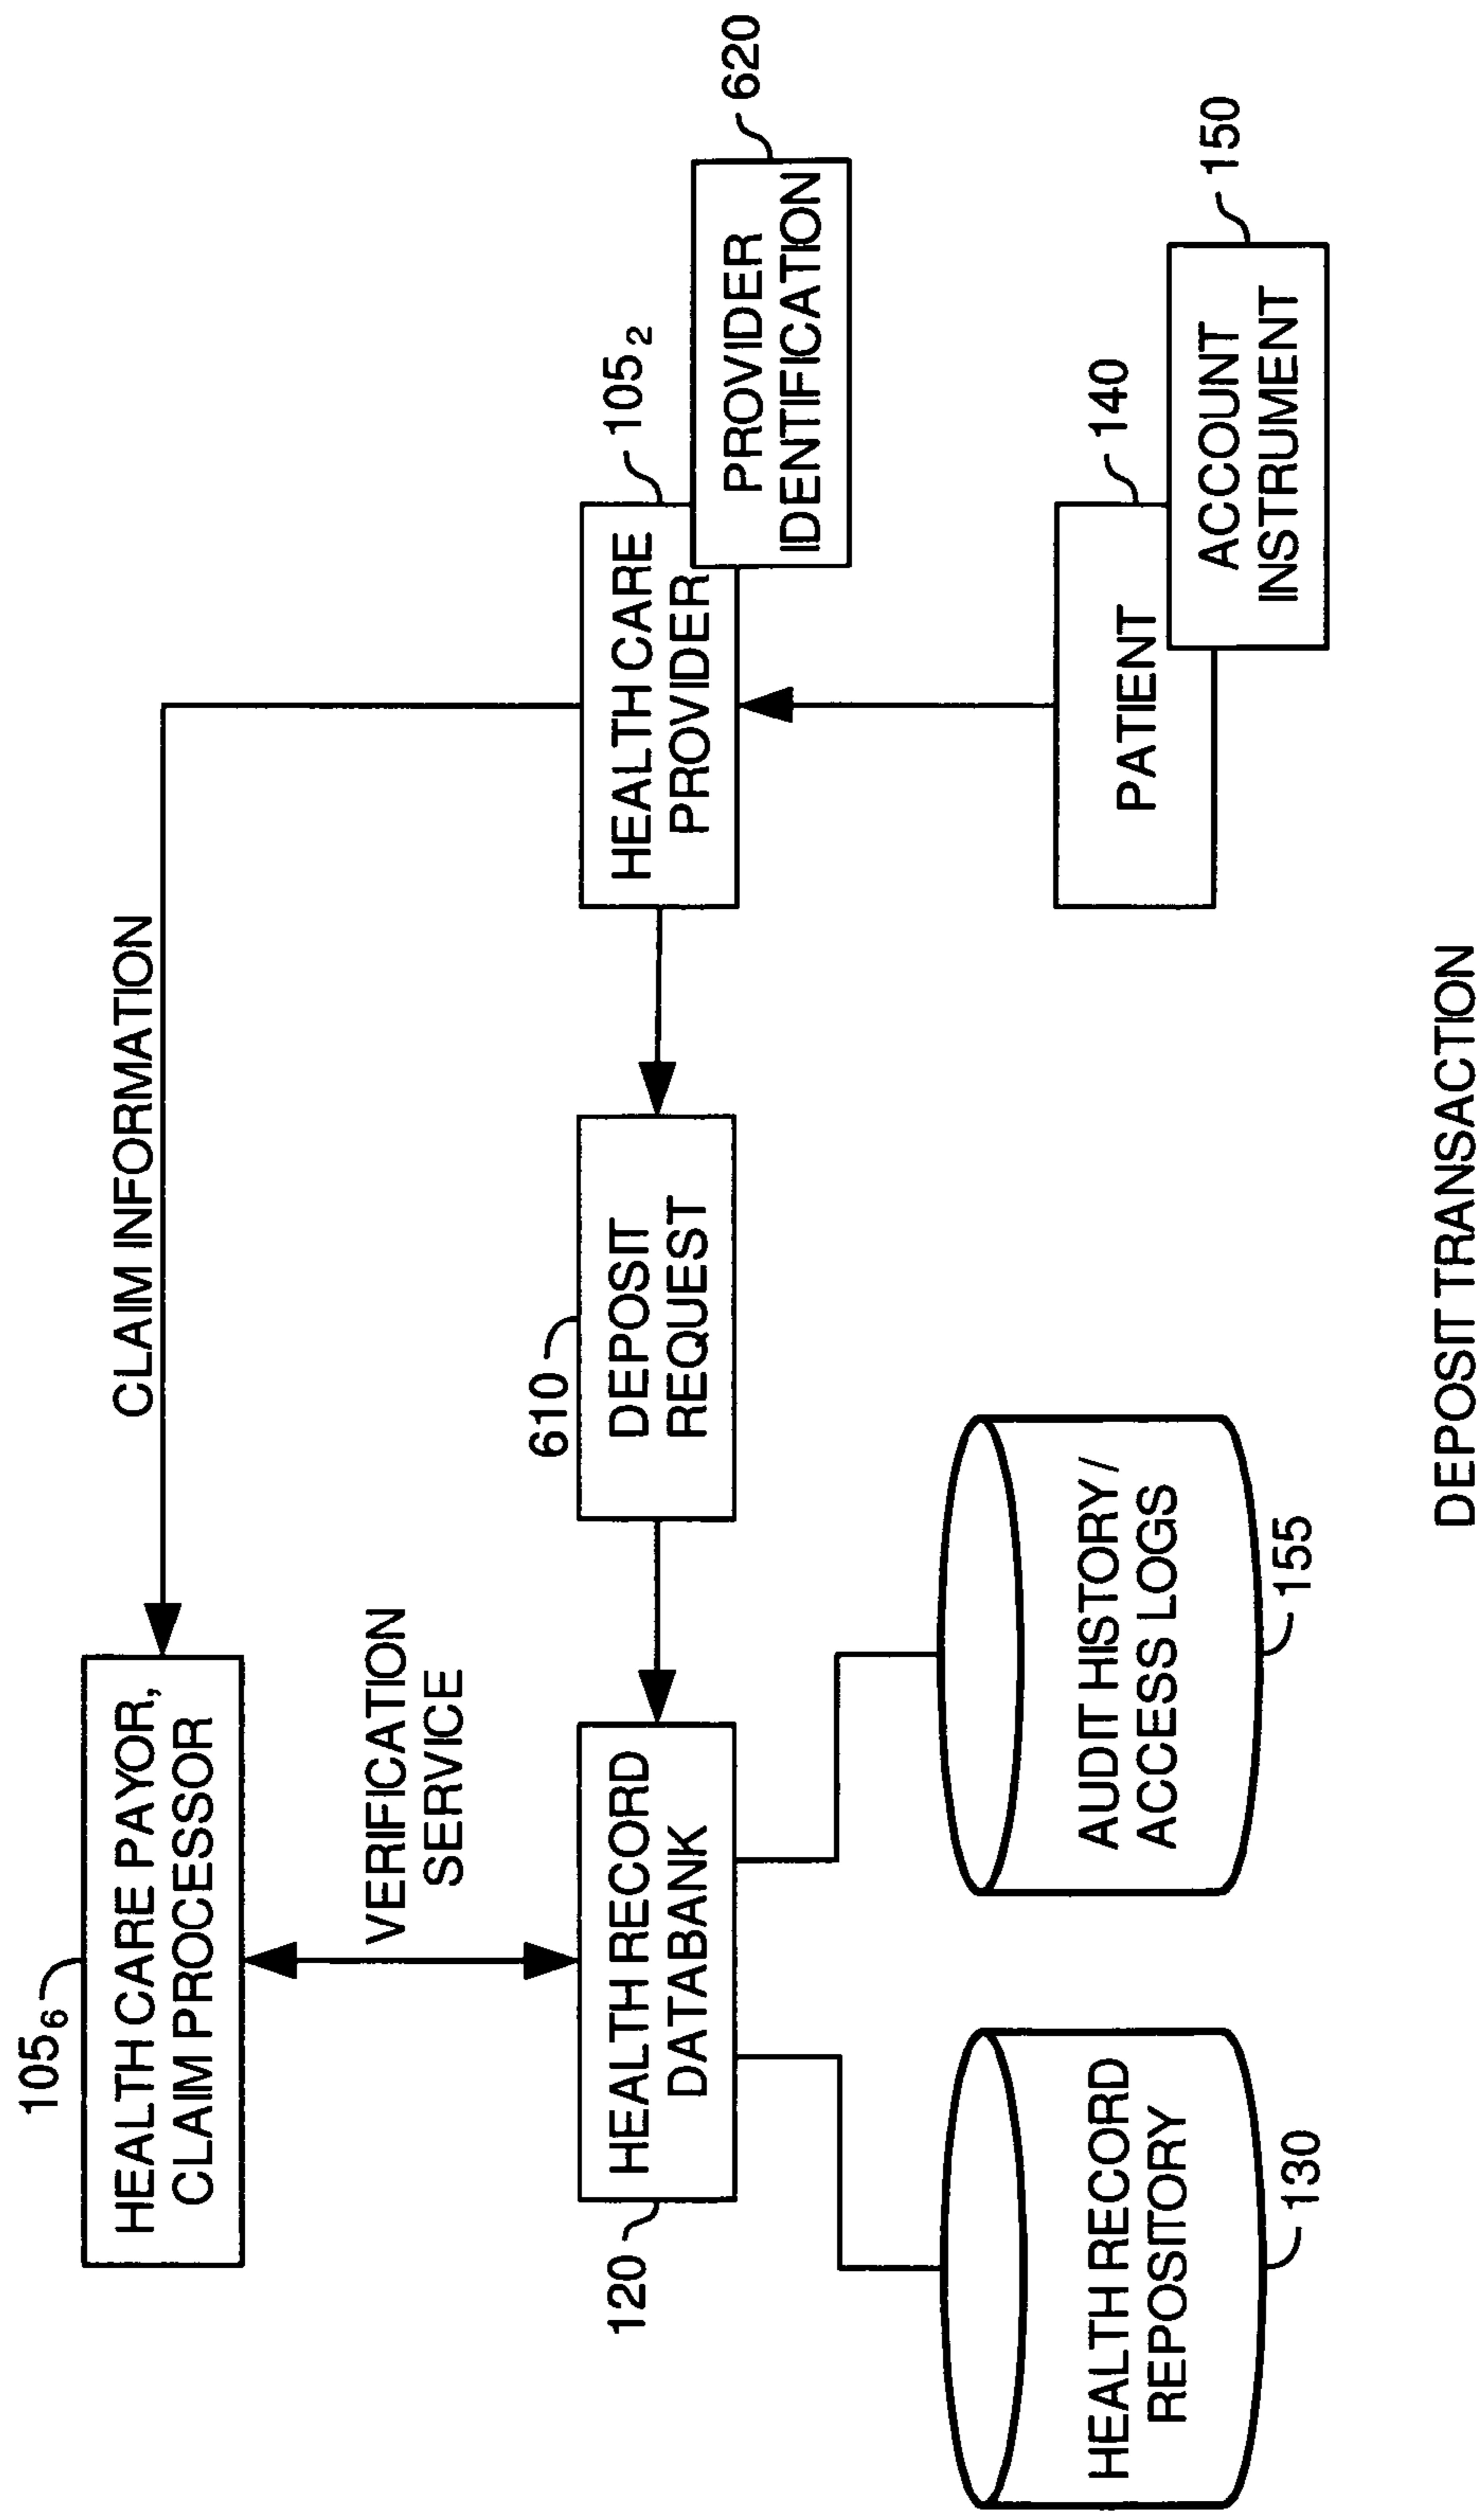 105₆
HEALTH CARE PAYOR,
CLAIM PROCESSOR
CLAIM INFORMATION
VERIFICATION
SERVICE
120
HEALTH RECORD
DATABANK
610
DEPOSIT
REQUEST
HEALTH CARE
PROVIDER
105₂
PROVIDER
IDENTIFICATION
620
HEALTH RECORD
REPOSITORY
130
AUDIT HISTORY /
ACCESS LOGS
155
PATIENT
140
ACCOUNT
INSTRUMENT
150
DEPOSIT TRANSACTION